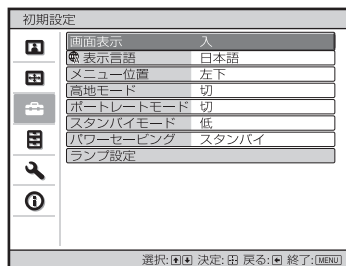 初期設定
画面表示 入
表示言語 日本語
メニュー位置 左下
高地モード 切
ポートレートモード 切
スタンバイモード 低
パワーセービング スタンバイ
ランプ設定
選択: 決定: 戻る: 終了:MENU